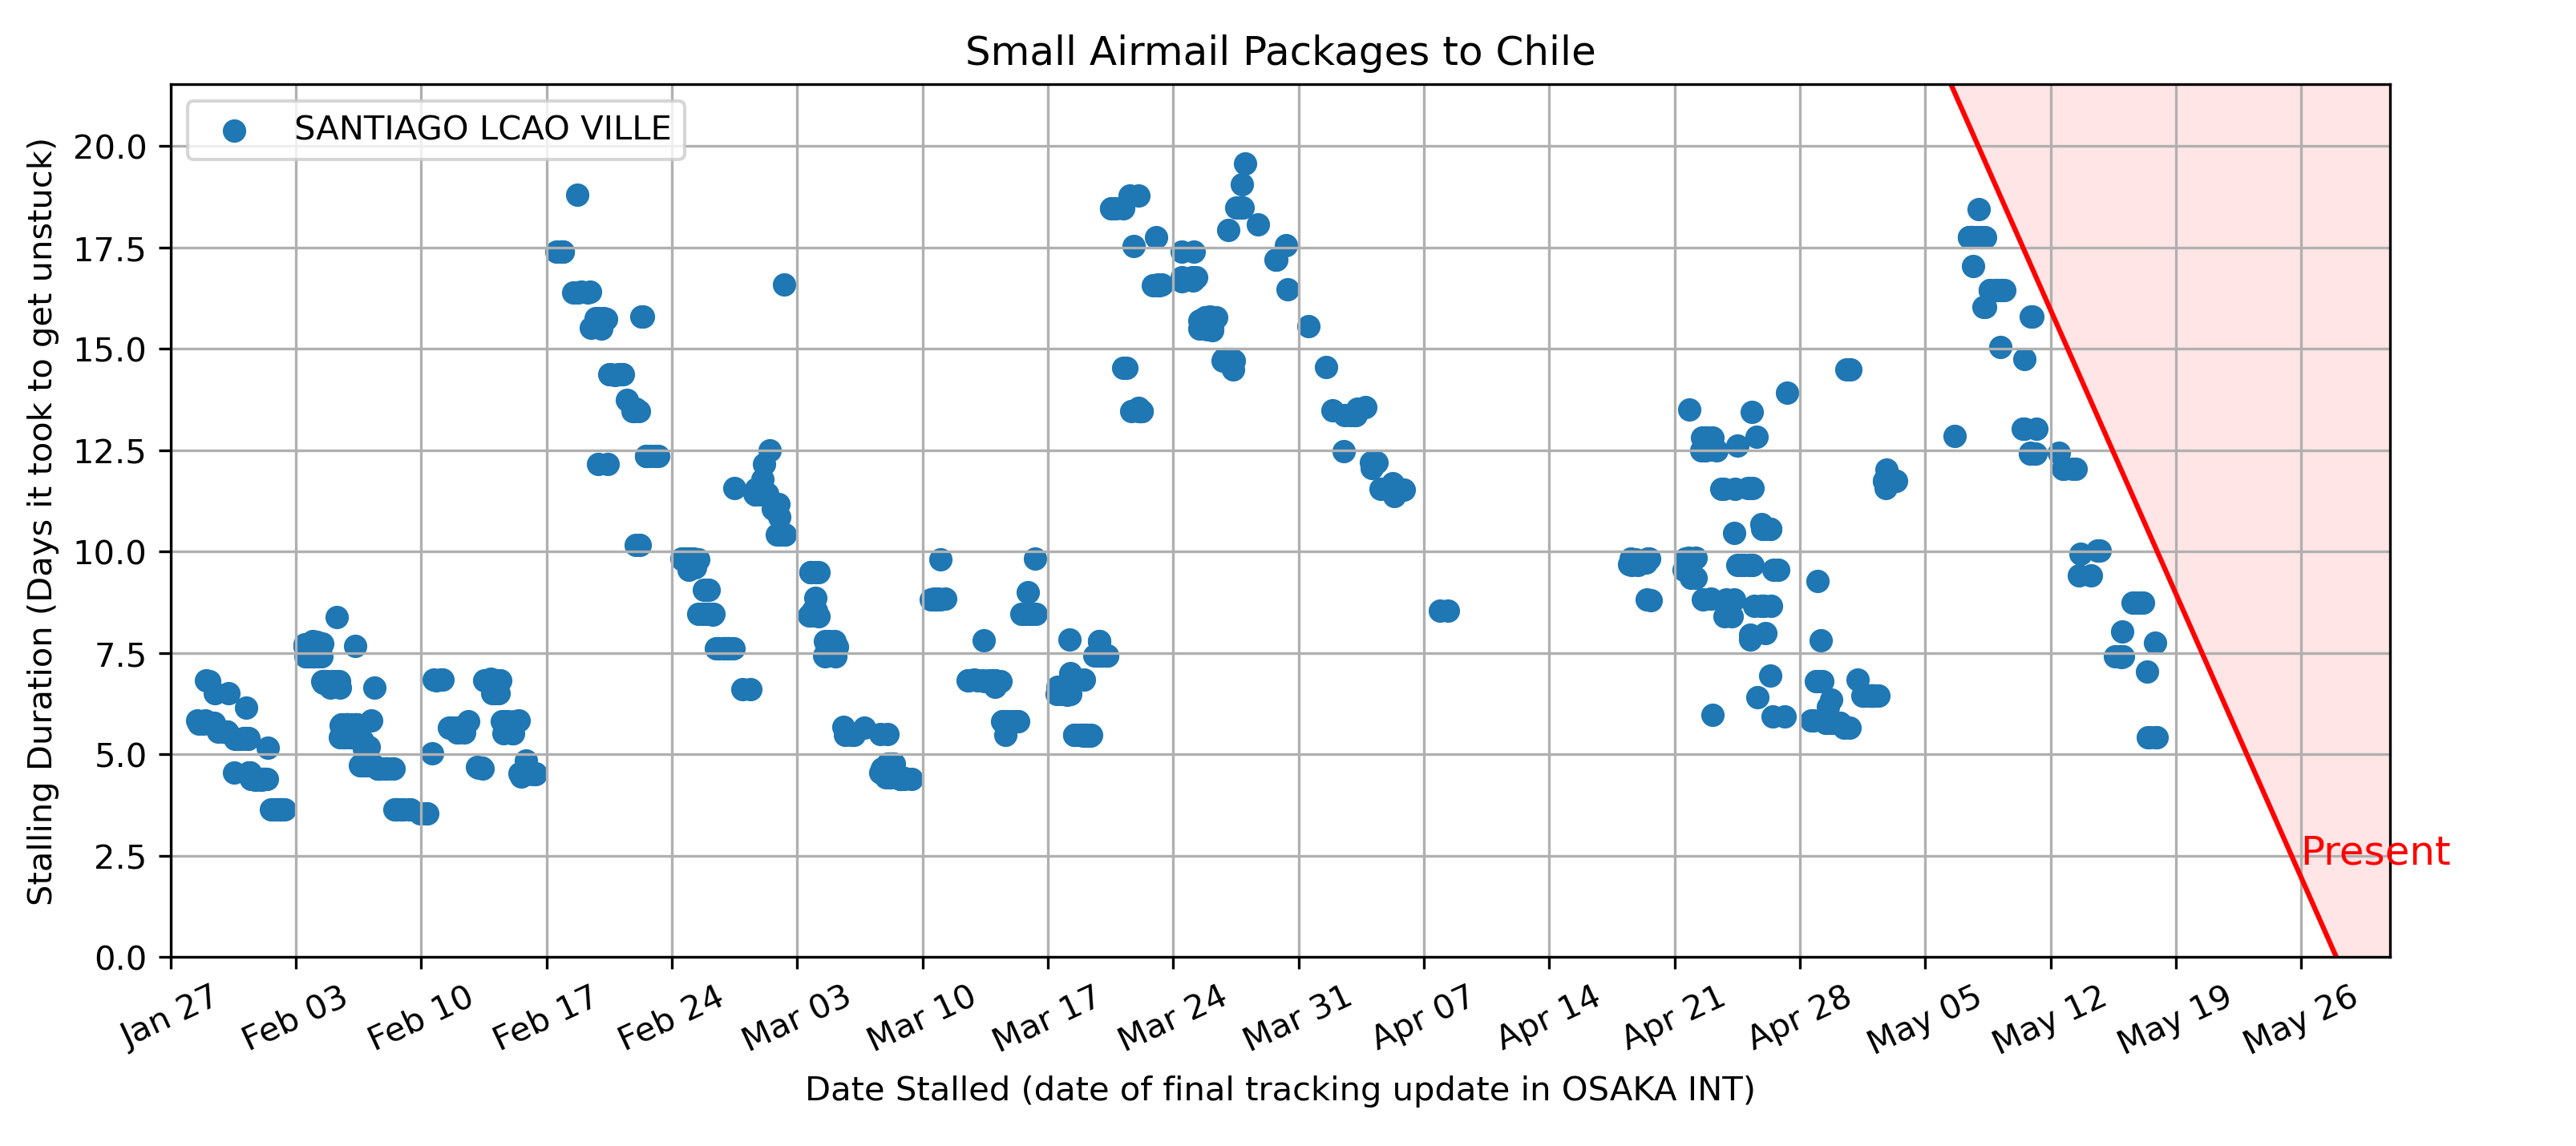 Small Airmail Packages to Chile
SANTIAGO LCAO VILLE
Stalling Duration (Days it took to get unstuck)
20.0
17.5
15.0
12.5
10.0
7.5
5.0
2.5
0.0
Present
Jan 27
Feb 03
Feb 10
Feb 17
Feb 24
Mar 03
Mar 10
Mar 17
Mar 24
Mar 31
Apr 07
Apr 14
Apr 21
Apr 28
May 05
May 12
May 19
May 26
Date Stalled (date of final tracking update in OSAKA INT)